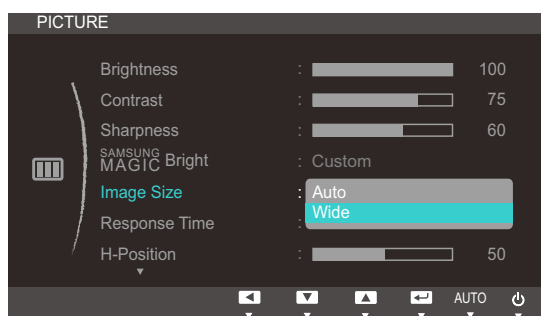 PICTURE
Brightness : 100
Contrast : 75
Sharpness : 60
SAMSUNG MAGIC Bright : Custom
Image Size : Auto
Wide
Response Time :
H-Position : 50
AUTO